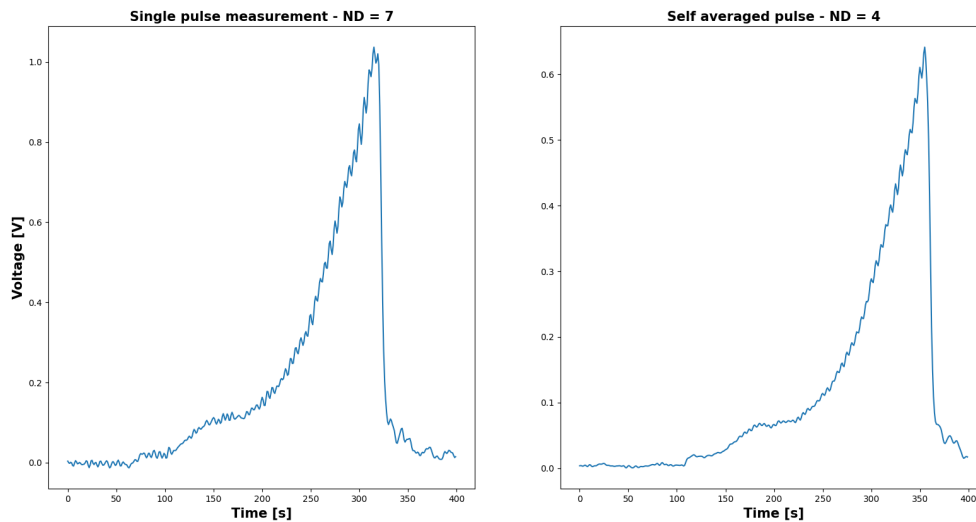 Single pulse measurement - ND = 7
Voltage [V]
1.0
0.8
0.6
0.4
0.2
0.0
0 50 100 150 200 250 300 350 400
Time [s]
Self averaged pulse - ND = 4
0.6
0.5
0.4
0.3
0.2
0.1
0.0
0 50 100 150 200 250 300 350 400
Time [s]